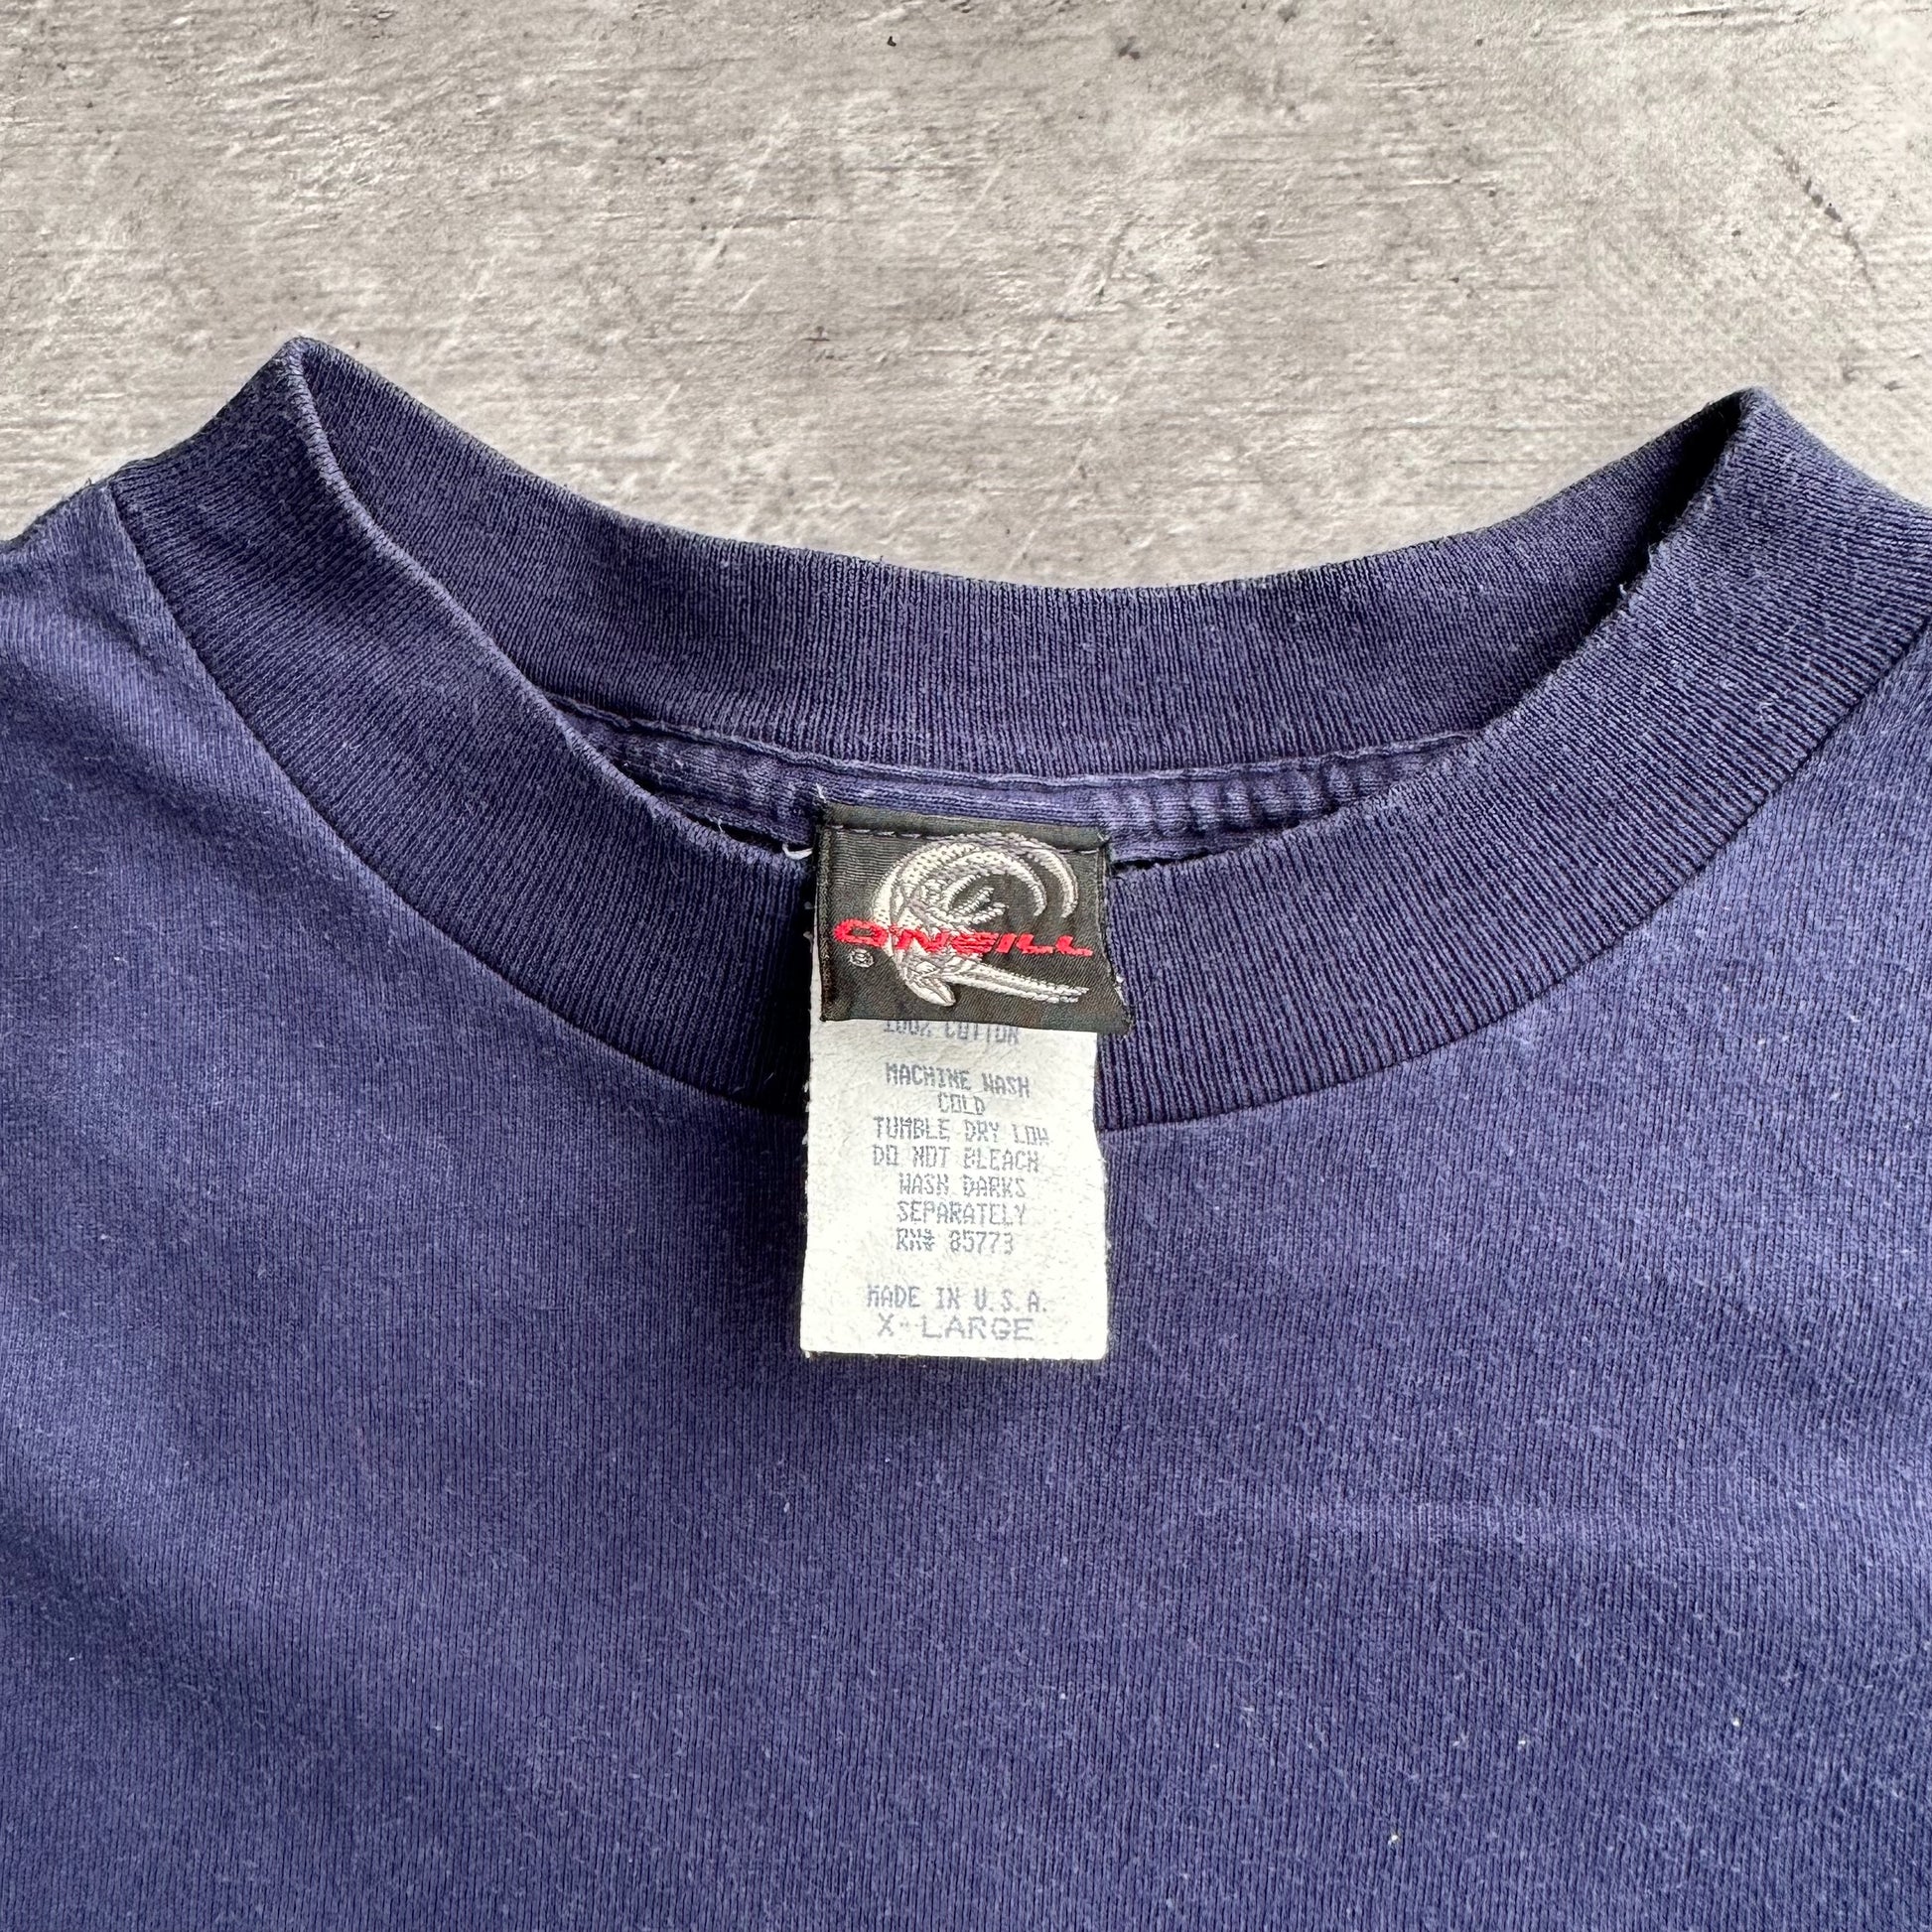 O'NEILL
®
100% COTTON
MACHINE WASH
COLD
TUMBLE DRY LOW
DO NOT BLEACH
WASH DARKS
SEPARATELY
RN# 85773
MADE IN U.S.A.
X-LARGE